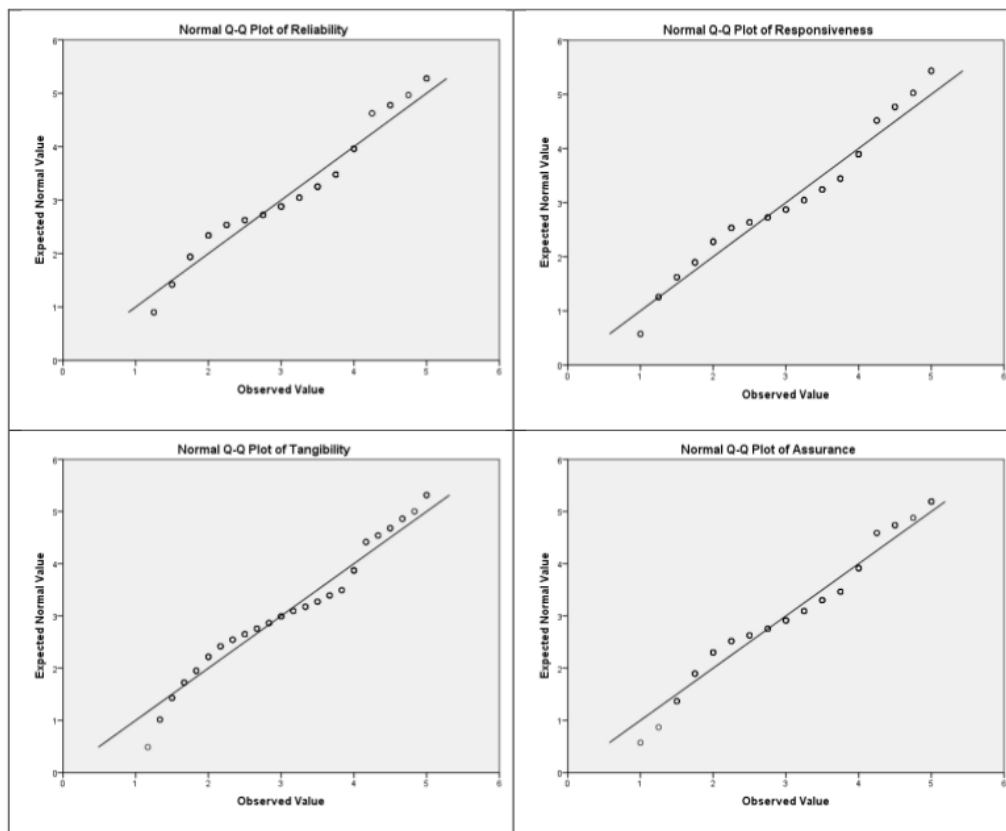 Normal Q-Q Plot of Reliability
6
5
4
3
2
1
0
Expected Normal Value
0 1 2 3 4 5 6
Observed Value
Normal Q-Q Plot of Responsiveness
6
5
4
3
2
1
0
Expected Normal Value
0 1 2 3 4 5 6
Observed Value
Normal Q-Q Plot of Tangibility
6
5
4
3
2
1
0
Expected Normal Value
0 1 2 3 4 5 6
Observed Value
Normal Q-Q Plot of Assurance
6
5
4
3
2
1
0
Expected Normal Value
0 1 2 3 4 5 6
Observed Value